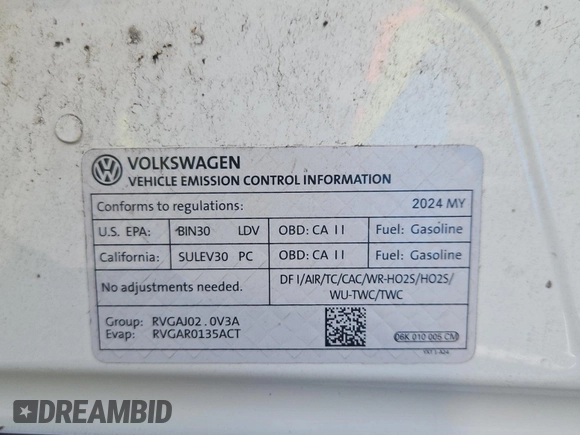 VOLKSWAGEN
VEHICLE EMISSION CONTROL INFORMATION
Conforms to regulations: 2024 MY
U.S. EPA: BIN30 LDV OBD: CA II Fuel: Gasoline
California: SULEV30 PC OBD: CA II Fuel: Gasoline
No adjustments needed. DFI/AIR/TC/CAC/WR-HO2S/HO2S/
WU-TWC/TWC
Group: RVGAJ02.0V3A
Evap: RVGAR0135ACT
06K 010 005 CM
DREAMBID